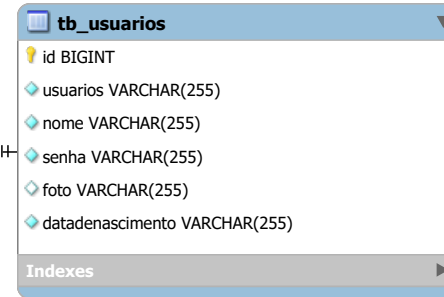 tb_usuarios
id BIGINT
usuarios VARCHAR(255)
nome VARCHAR(255)
senha VARCHAR(255)
foto VARCHAR(255)
datadenascimento VARCHAR(255)
Indexes